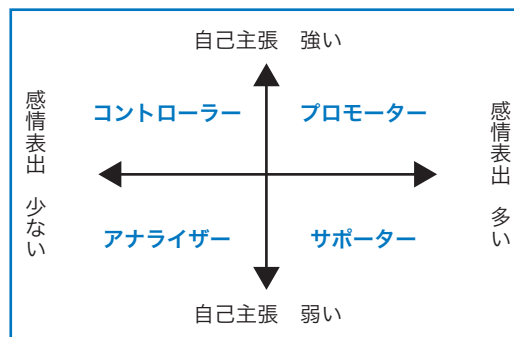 自己主張　強い
感情表出　少ない
コントローラー
プロモーター
感情表出　多い
アナライザー
サポーター
自己主張　弱い